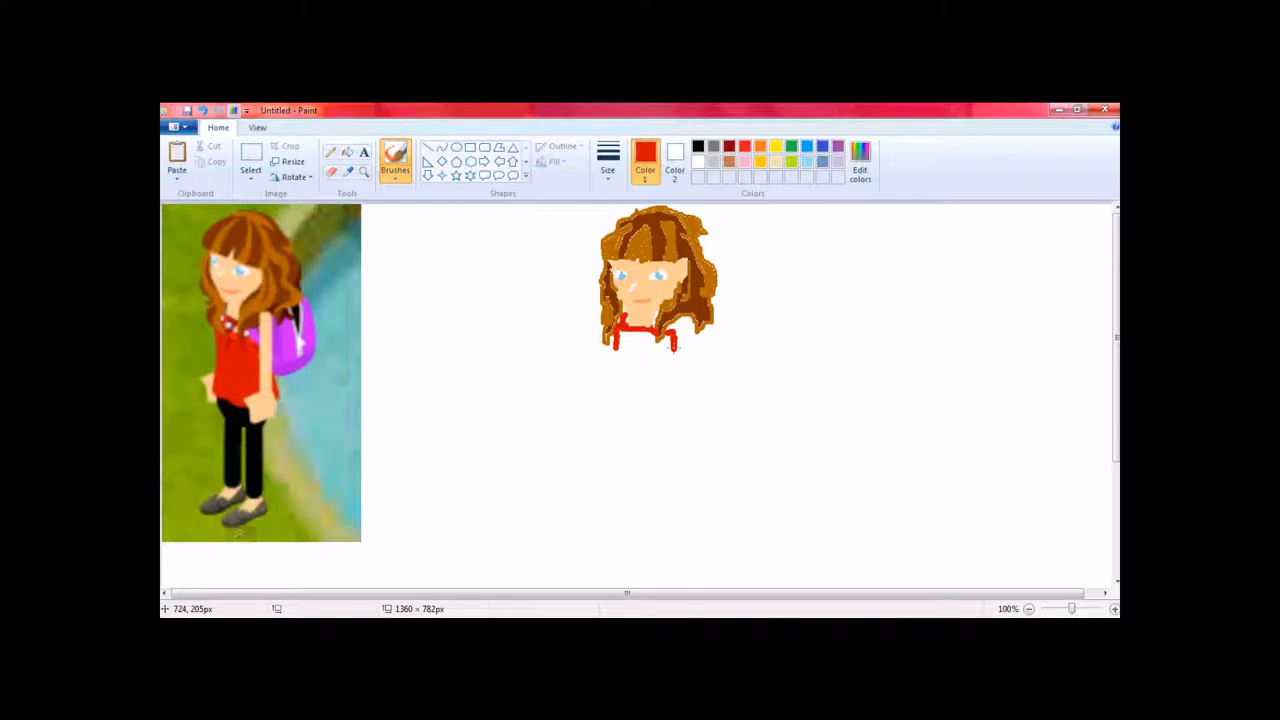 Untitled - Paint
Home View
Paste
Cut
Copy
Clipboard
Select
Crop
Resize
Rotate
Image
A
Tools
Brushes
Shapes
Outline
Fill
Size
Color 1
Color 2
Edit colors
Colors
724, 205px
1360 × 782px
100%